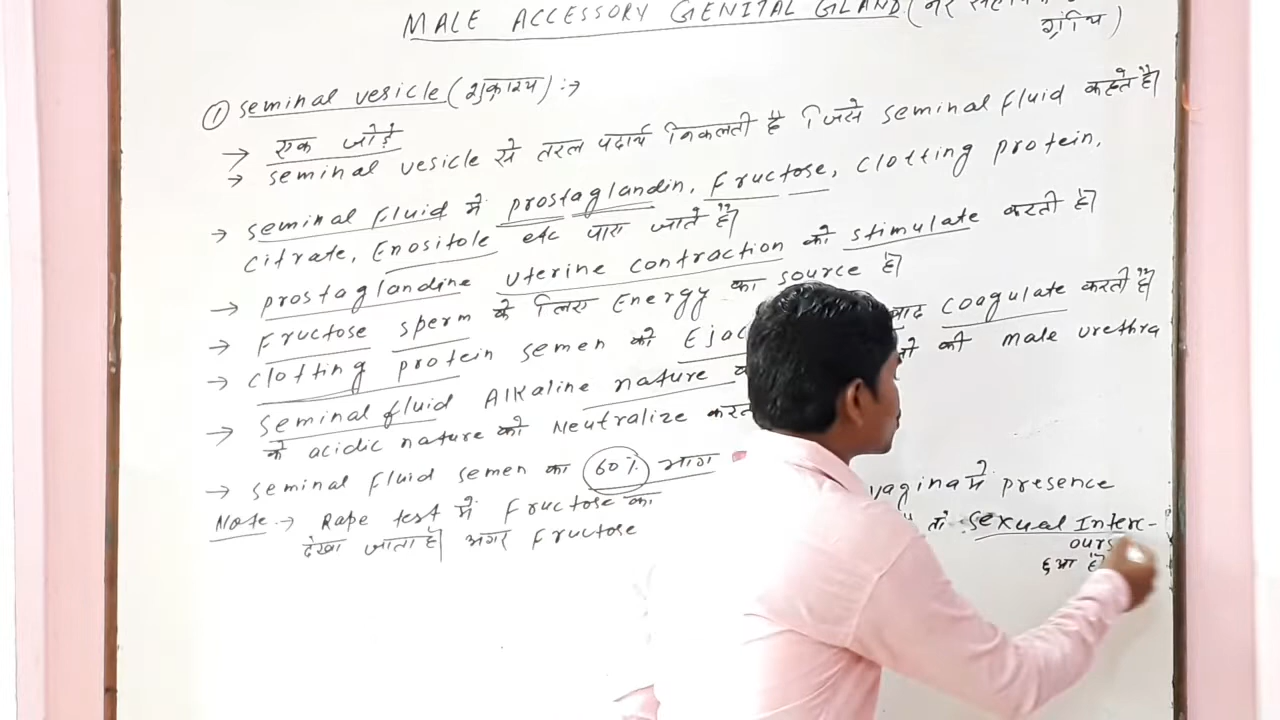 MALE ACCESSORY GENITAL GLAND (नर
ग्रंथि)
① seminal vesicle (शुक्राशय) :→
→ एक जोड़े
→ seminal vesicle से तरल पदार्थ निकलती है जिसे seminal fluid कहते है।
→ seminal fluid में prostaglandin, Fructose, clotting protein,
citrate, Enositole etc पाए जाते हैं।
→ prostaglandine uterine contraction को stimulate करती है।
→ Fructose sperm के लिए Energy का source है।
→ clotting protein semen को Ejac बाद coagulate करती है
→ seminal fluid Alkaline nature की male urethra
के acidic nature को Neutralize
→ seminal fluid semen का 60% भाग
Note → Rape test में Fructose का vagina में presence
देखा जाता है। अगर Fructose तो sexual Interc-
ours
हुआ है